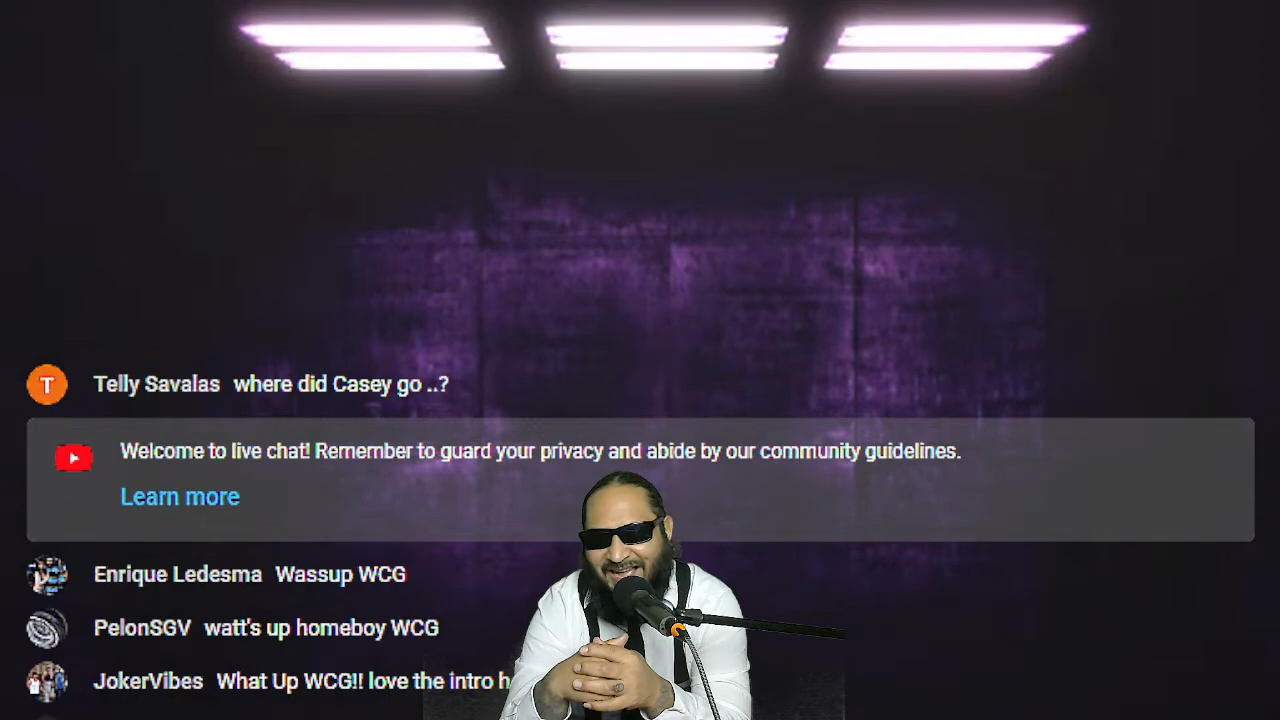 T Telly Savalas where did Casey go ..?
Welcome to live chat! Remember to guard your privacy and abide by our community guidelines.
Learn more
Enrique Ledesma Wassup WCG
PelonSGV watt's up homeboy WCG
JokerVibes What Up WCG!! love the intro